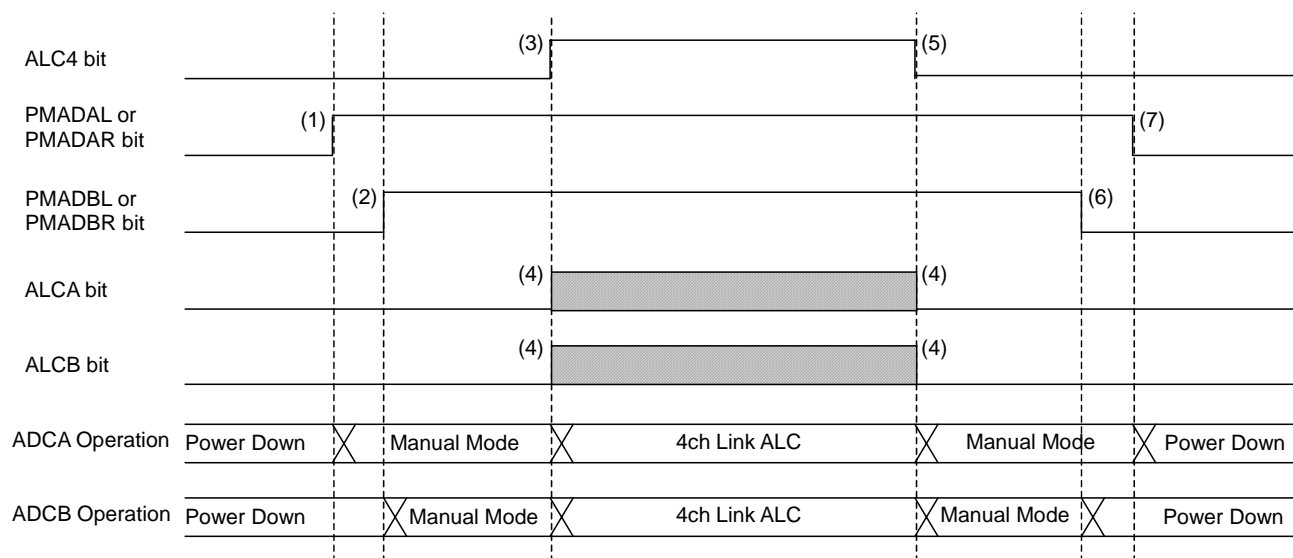 ALC4 bit (3) (5)
PMADAL or
PMADAR bit (1) (7)
PMADBL or
PMADBR bit (2) (6)
ALCA bit (4) (4)
ALCB bit (4) (4)
ADCA Operation Power Down Manual Mode 4ch Link ALC Manual Mode Power Down
ADCB Operation Power Down Manual Mode 4ch Link ALC Manual Mode Power Down